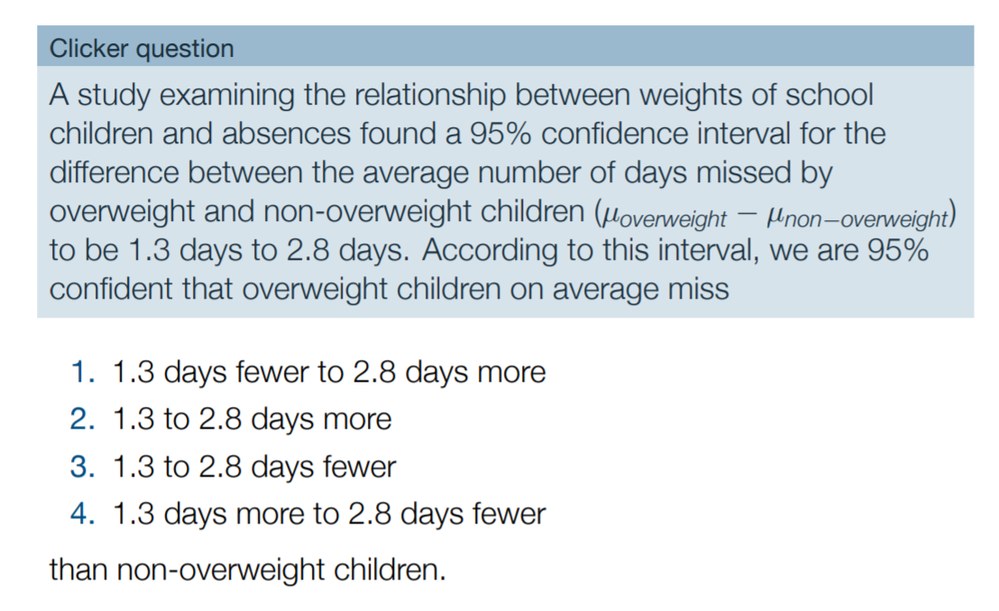 Clicker question
A study examining the relationship between weights of school
children and absences found a 95% confidence interval for the
difference between the average number of days missed by
overweight and non-overweight children (μoverweight − μnon−overweight)
to be 1.3 days to 2.8 days. According to this interval, we are 95%
confident that overweight children on average miss
1. 1.3 days fewer to 2.8 days more
2. 1.3 to 2.8 days more
3. 1.3 to 2.8 days fewer
4. 1.3 days more to 2.8 days fewer
than non-overweight children.